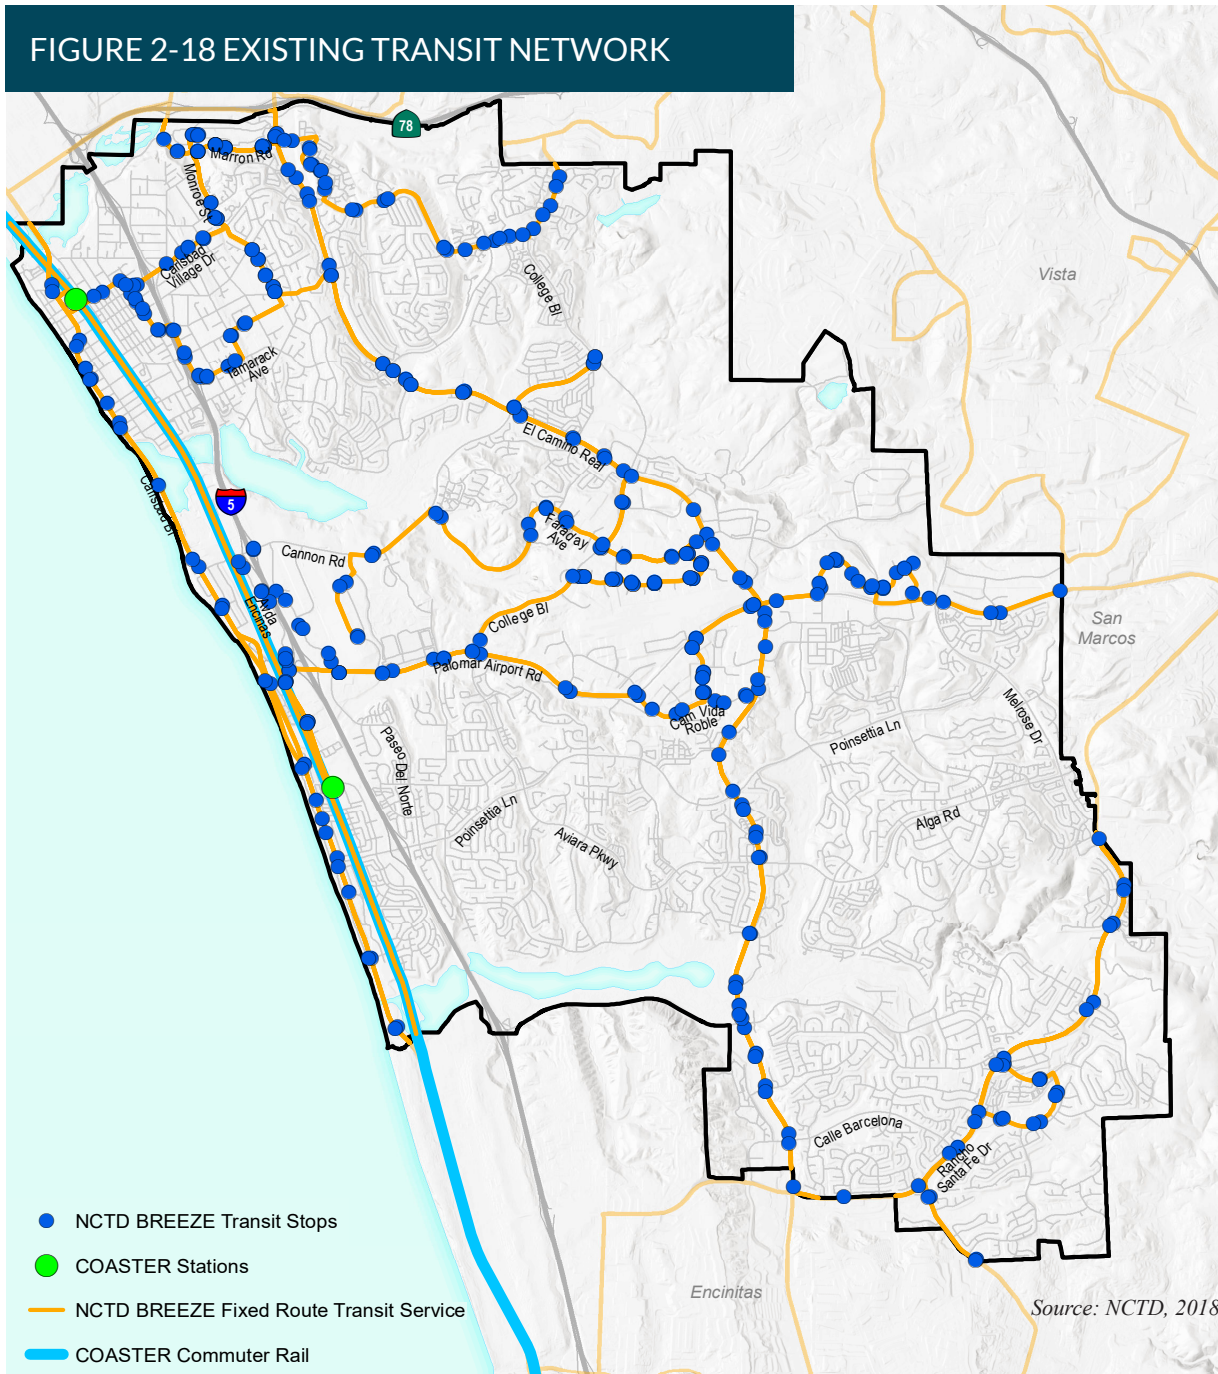 FIGURE 2-18 EXISTING TRANSIT NETWORK
78
Marron Rd
Monroe St
Carlsbad
Village Dr
Vista
College Bl
Tamarack
Ave
El Camino Real
Carlsbad Bl
5
Faraday
Ave
Cannon Rd
Avda
Encinas
College Bl
San
Marcos
Palomar Airport Rd
Cam Vida
Roble
Melrose Dr
Poinsettia Ln
Paseo Del Norte
Poinsettia Ln
Alga Rd
Aviara Pkwy
Calle Barcelona
Rancho
Santa Fe Dr
NCTD BREEZE Transit Stops
COASTER Stations
NCTD BREEZE Fixed Route Transit Service
COASTER Commuter Rail
Encinitas
Source: NCTD, 2018